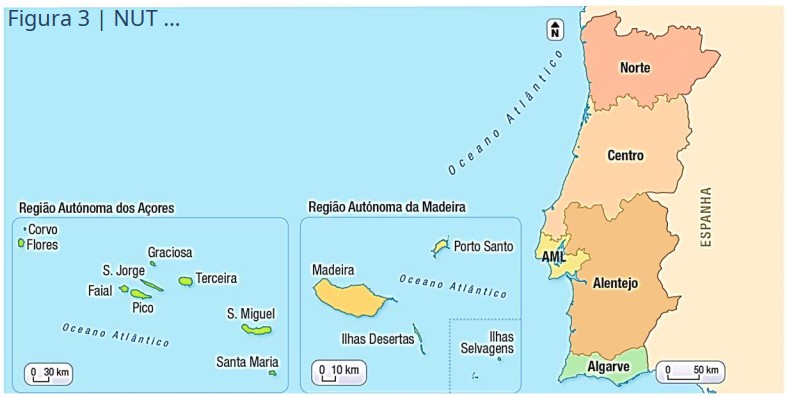 Figura 3 | NUT ...
N
Norte
Oceano Atlântico
Centro
ESPANHA
Região Autónoma dos Açores
Corvo
Flores
Graciosa
S. Jorge
Terceira
Faial
Pico
S. Miguel
Oceano Atlântico
Santa Maria
0 30 km
Região Autónoma da Madeira
Porto Santo
Madeira
Oceano Atlântico
Ilhas Desertas
Ilhas
Selvagens
0 10 km
AML
Alentejo
Algarve
0 50 km